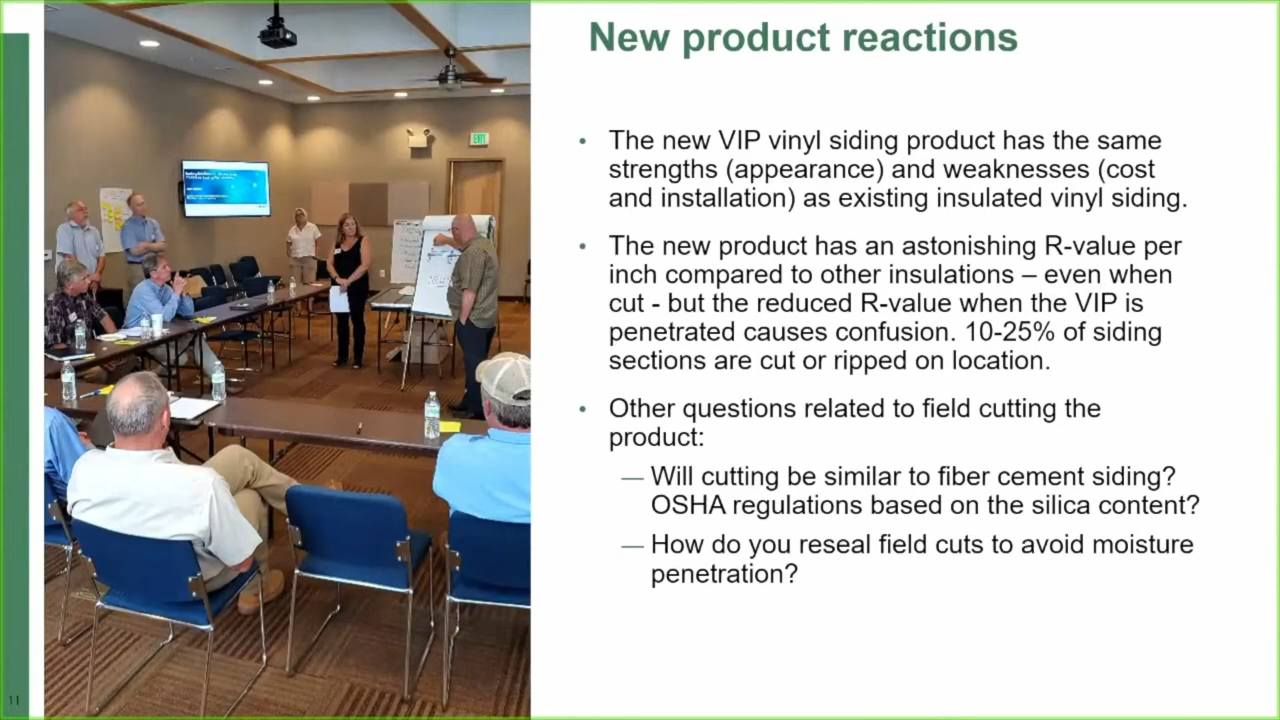 New product reactions
• The new VIP vinyl siding product has the same
strengths (appearance) and weaknesses (cost
and installation) as existing insulated vinyl siding.
• The new product has an astonishing R-value per
inch compared to other insulations – even when
cut - but the reduced R-value when the VIP is
penetrated causes confusion. 10-25% of siding
sections are cut or ripped on location.
• Other questions related to field cutting the
product:
— Will cutting be similar to fiber cement siding?
OSHA regulations based on the silica content?
— How do you reseal field cuts to avoid moisture
penetration?
EXIT
11